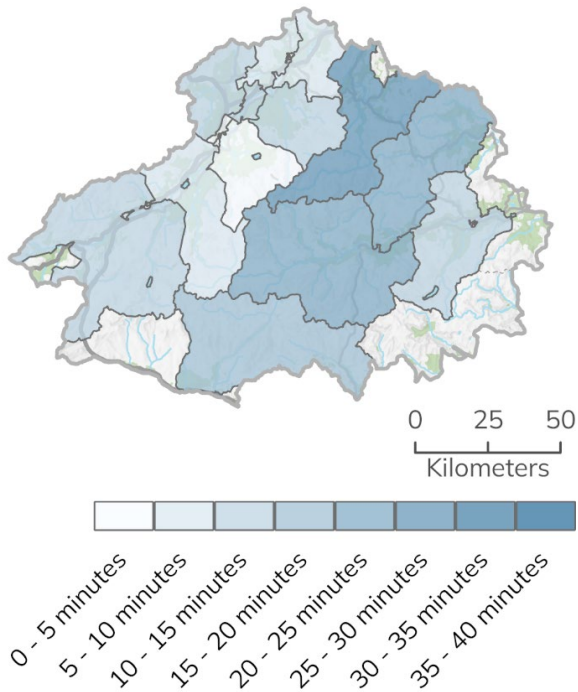 0 25 50
Kilometers
0 - 5 minutes
5 - 10 minutes
10 - 15 minutes
15 - 20 minutes
20 - 25 minutes
25 - 30 minutes
30 - 35 minutes
35 - 40 minutes